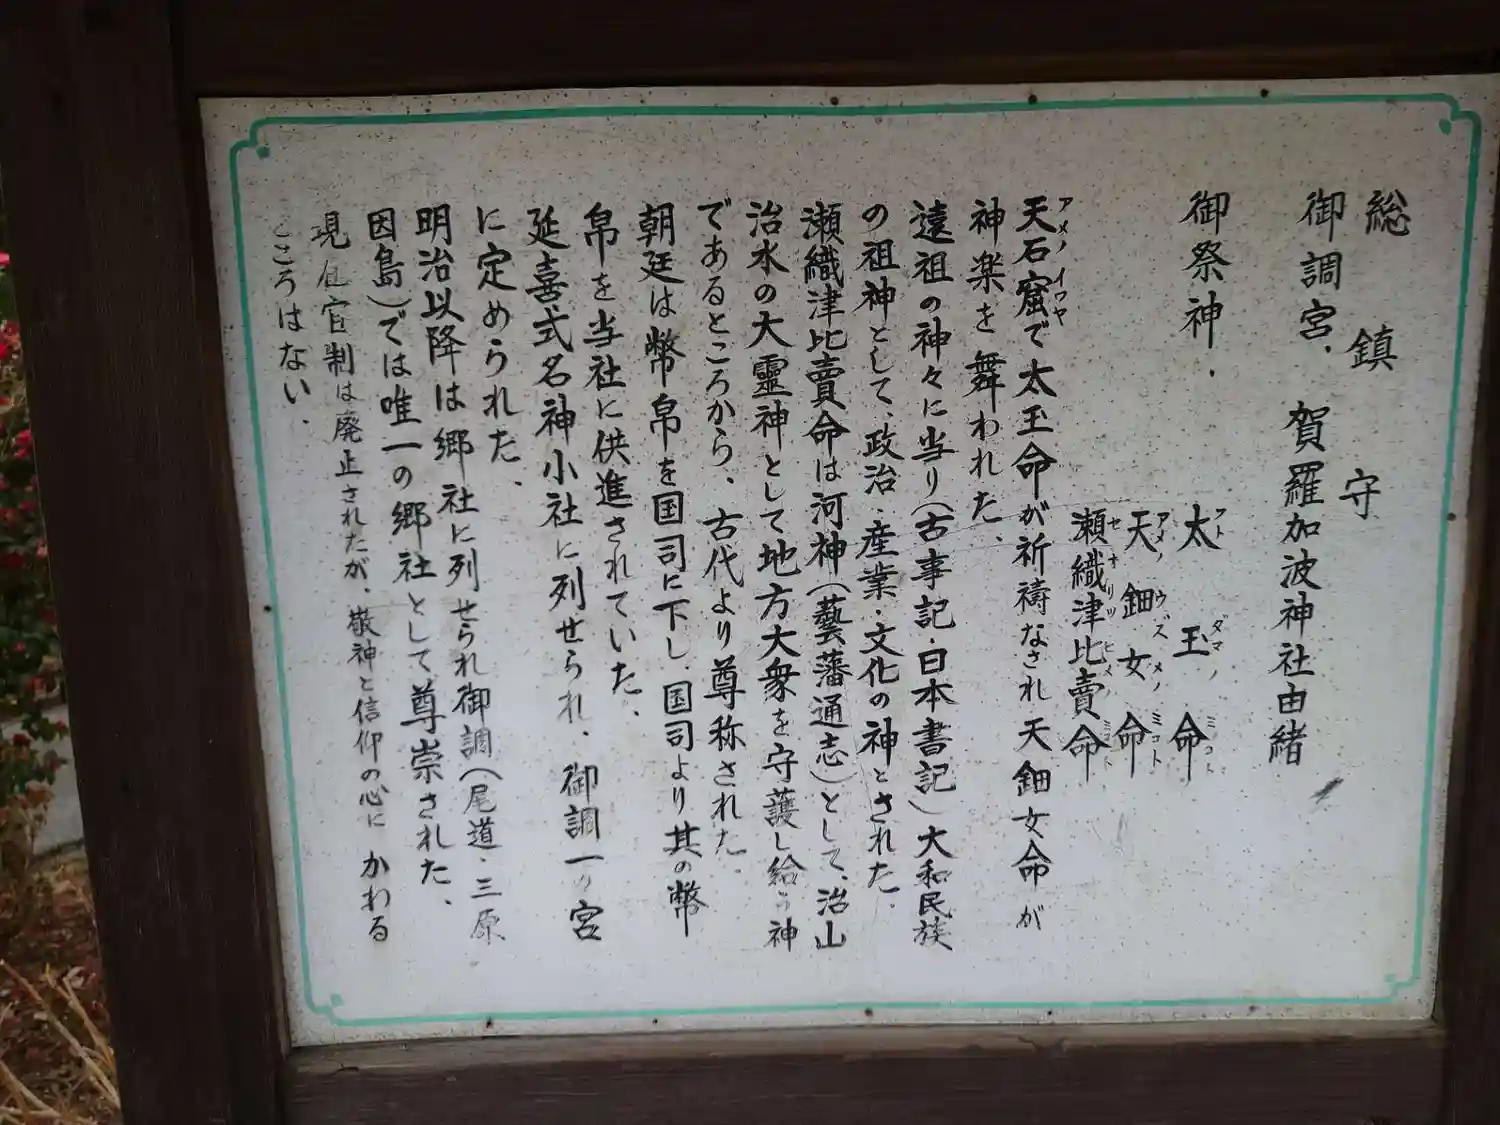 総鎮守
御調宮．賀羅加波神社由緒
御祭神．太玉命
天鈿女命
瀬織津比賣命
天石窟で太玉命が祈祷なされ天鈿女命が
神楽を舞われた、
遠祖の神々に当り(古事記・日本書記)大和民族
の祖神として、政治・産業・文化の神とされた．
瀬織津比賣命は河神(藝藩通志)として、治山
治水の大靈神として地方大衆を守護し給う神
であるところから、古代より尊称された．
朝廷は幣帛を国司に下し．国司より其の幣
帛を当社に供進されていた、
延喜式名神小社に列せられ、御調一の宮
に定められた、
明治以降は郷社に列せられ御調(尾道・三原
因島)では唯一の郷社として尊崇された、
現在官制は廃止されたが、敬神と信仰の心にかわる
ところはない．